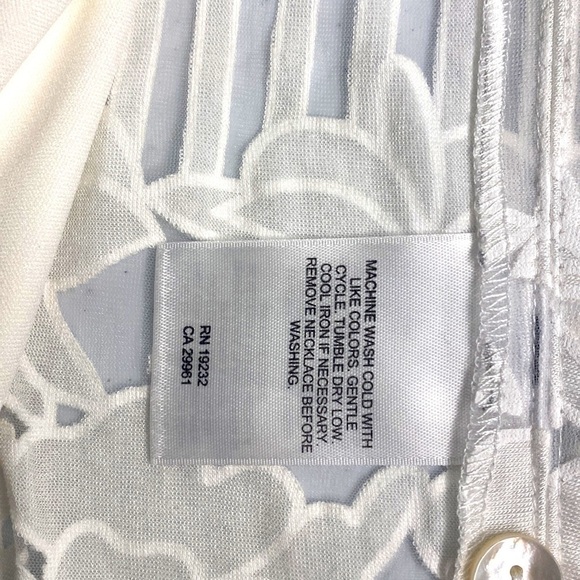 MACHINE WASH COLD WITH
LIKE COLORS. GENTLE
CYCLE. TUMBLE DRY LOW.
COOL IRON IF NECESSARY.
REMOVE NECKLACE BEFORE
WASHING.
RN 19232
CA 29961